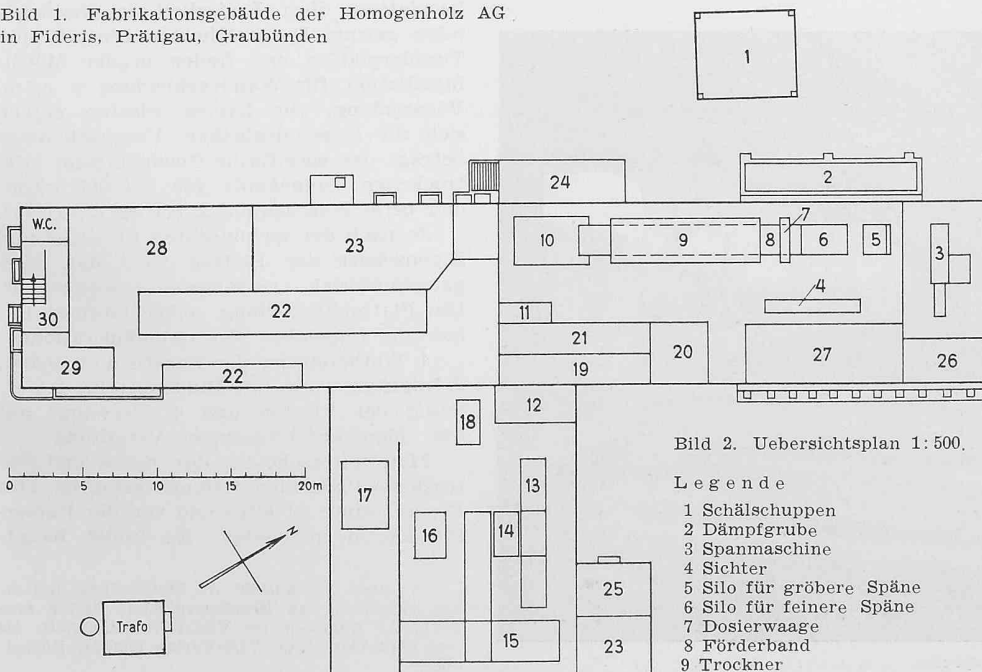 Bild 1. Fabrikationsgebäude der Homogenholz AG
in Fideris, Prätigau, Graubünden
1
2
24
7
W.C.
28
23
10
9
8
6
5
3
4
22
11
30
21
20
27
26
29
22
19
12
18
Bild 2. Uebersichtsplan 1:500.
0 5 10 15 20m
17
13
16
14
N
Trafo
25
15
23
Legende
1 Schälschuppen
2 Dämpfgrube
3 Spanmaschine
4 Sichter
5 Silo für gröbere Späne
6 Silo für feinere Späne
7 Dosierwaage
8 Förderband
9 Trockner